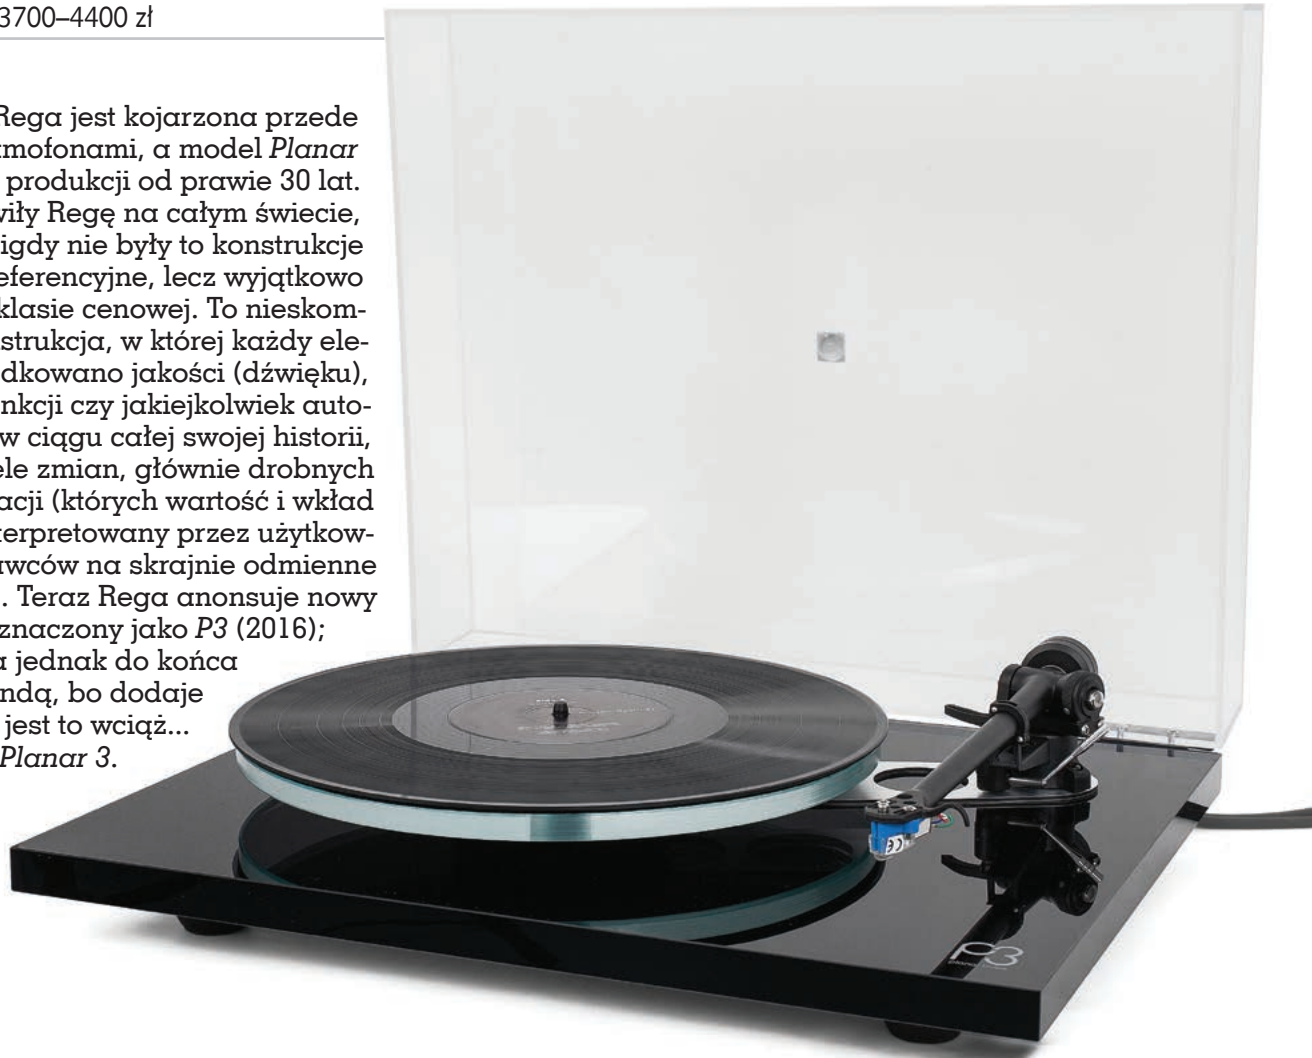 3700–4400 zł
Rega jest kojarzona przede
mofonami, a model Planar
produkcji od prawie 30 lat.
wiły Regę na całym świecie,
igdy nie były to konstrukcje
eferencyjne, lecz wyjątkowo
klasie cenowej. To nieskom-
strukcja, w której każdy ele-
dkowano jakości (dźwięku),
nkcji czy jakiejkolwiek auto-
w ciągu całej swojej historii,
ele zmian, głównie drobnych
acji (których wartość i wkład
terpretowany przez użytkow-
awców na skrajnie odmienne
. Teraz Rega anonsuje nowy
znaczony jako P3 (2016);
a jednak do końca
ndą, bo dodaje
jest to wciąż...
Planar 3.
P3